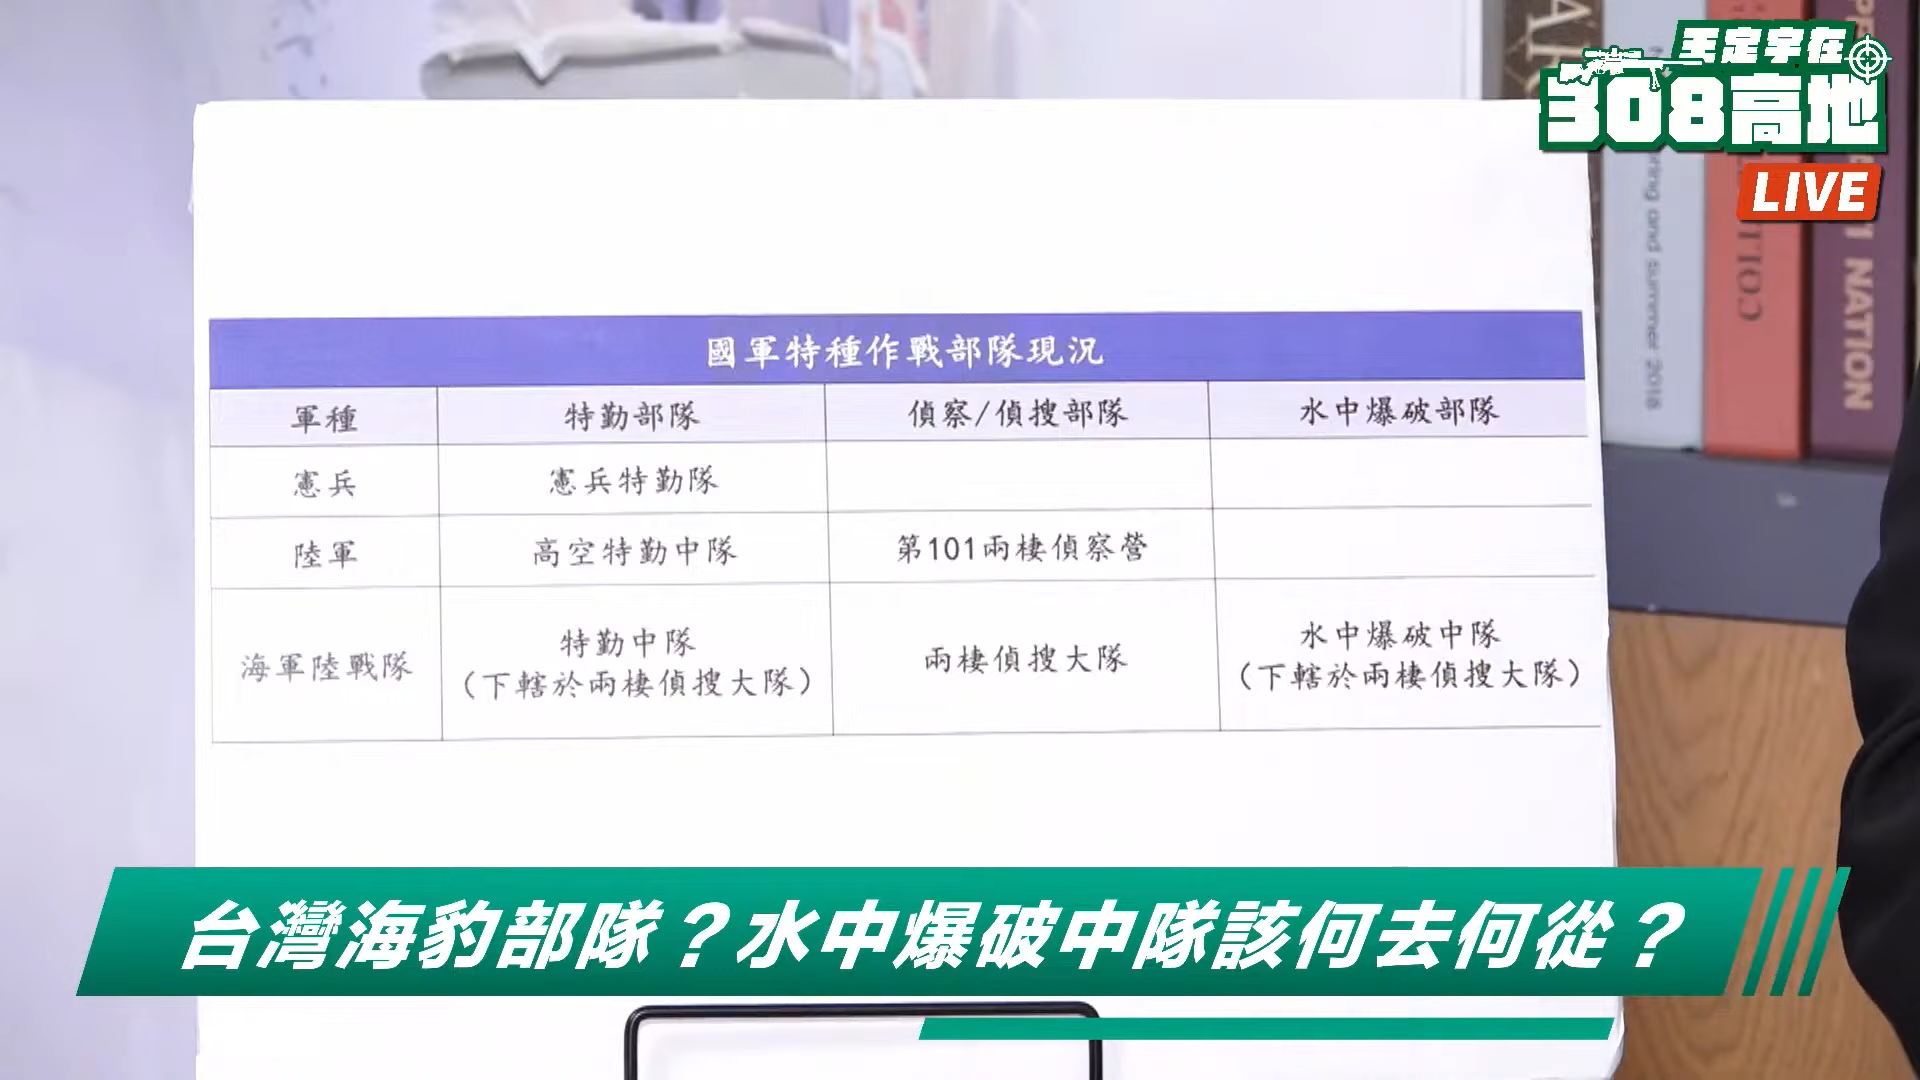 王定宇在
308高地
LIVE
NATION
國軍特種作戰部隊現況
軍種 特勤部隊 偵察/偵搜部隊 水中爆破部隊
憲兵 憲兵特勤隊
陸軍 高空特勤中隊 第101兩棲偵察營
海軍陸戰隊 特勤中隊 兩棲偵搜大隊 水中爆破中隊
（下轄於兩棲偵搜大隊） （下轄於兩棲偵搜大隊）
台灣海豹部隊？水中爆破中隊該何去何從？